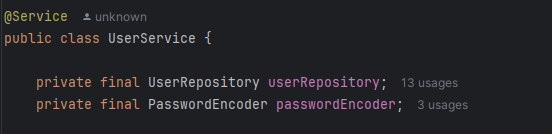 @Service unknown
public class UserService {
private final UserRepository userRepository; 13 usages
private final PasswordEncoder passwordEncoder; 3 usages